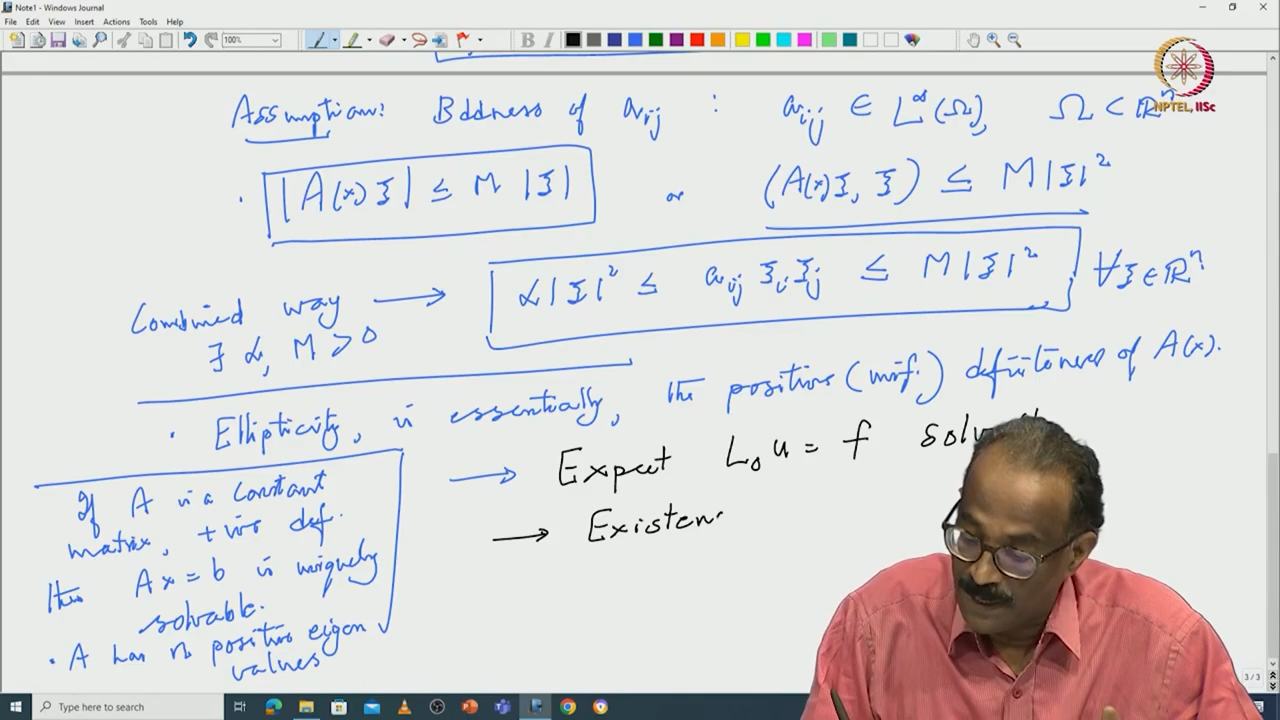 Note1 - Windows Journal
File Edit View Insert Actions Tools Help
100%
B I
NPTEL, IISc
Assumption: Bddness of aij : aij ∈ L^∞(Ω), Ω ⊂ ℝ^n
· |A(x)ξ| ≤ M |ξ| or (A(x)ξ, ξ) ≤ M|ξ|²
Combined way → α|ξ|² ≤ aij ξi ξj ≤ M|ξ|² ∀ξ∈ℝ^n
∃ α, M > 0
· Ellipticity, is essentially, the positive (unif.) definiteness of A(x).
→ Expect L₀u = f
→ Existen
If A is a constant
matrix, +ive def.
then Ax = b is uniquely
solvable.
· A has n positive eigen
values
3/3
Type here to search